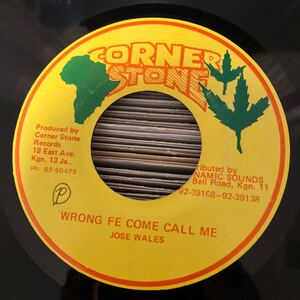 CORNER
STONE
Produced by
Corner Stone
Records
18 East Ave,
Kgn. 13 Ja..
Ph: 92-50475
tributed by
NAMIC SOUNDS
Bell Road, Kgn. 11
92-39168-92-3913R
P
WRONG FE COME CALL ME
JOSE WALES